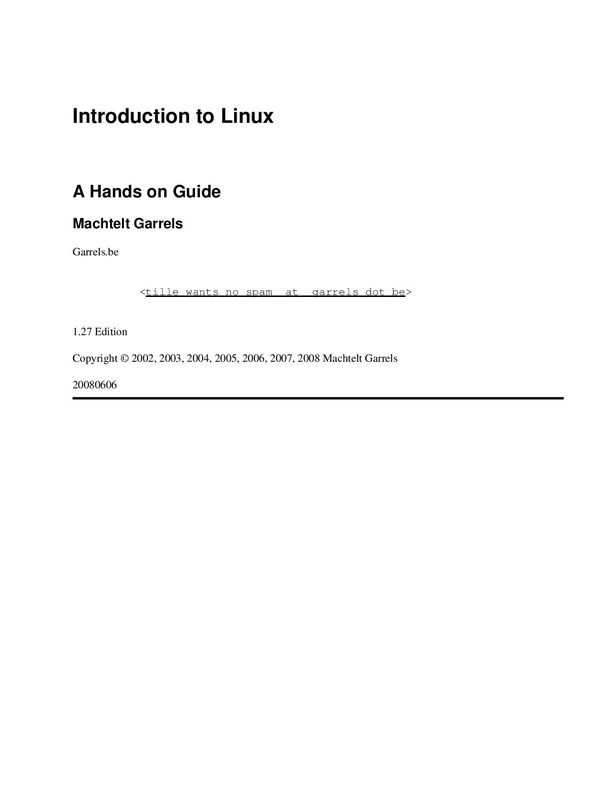 Introduction to Linux
A Hands on Guide
Machtelt Garrels
Garrels.be
<tille wants no spam _at_ garrels dot be>
1.27 Edition
Copyright © 2002, 2003, 2004, 2005, 2006, 2007, 2008 Machtelt Garrels
20080606